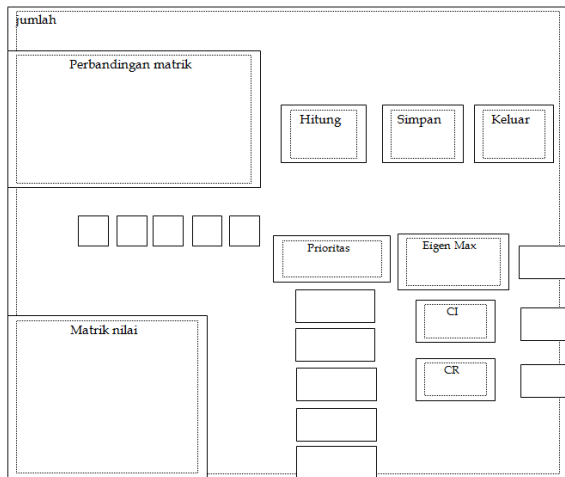 jumlah
Perbandingan matrik
Hitung
Simpan
Keluar
Prioritas
Eigen Max
CI
Matrik nilai
CR